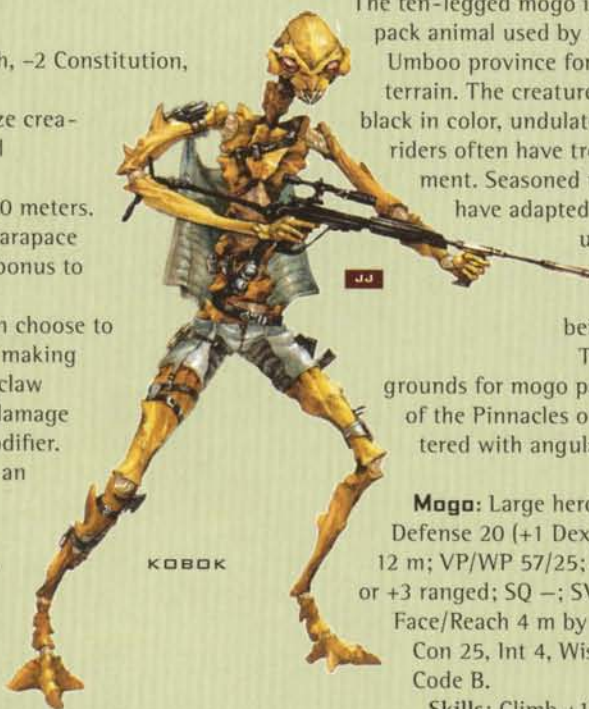 h, –2 Constitution,
ze crea-
0 meters.
arapace
bonus to
n choose to
making
claw
damage
difier.
an
The ten-legged mogo i
pack animal used by
Umboo province for
terrain. The creature
black in color, undulat
riders often have tr
ment. Seasoned
have adapted
u
be
T
grounds for mogo p
of the Pinnacles o
tered with angul
Mogo: Large her
Defense 20 (+1 Dex
12 m; VP/WP 57/25;
or +3 ranged; SQ –; SV
Face/Reach 4 m by
Con 25, Int 4, Wis
Code B.
Skills: Climb +1
JJ
KOBOK